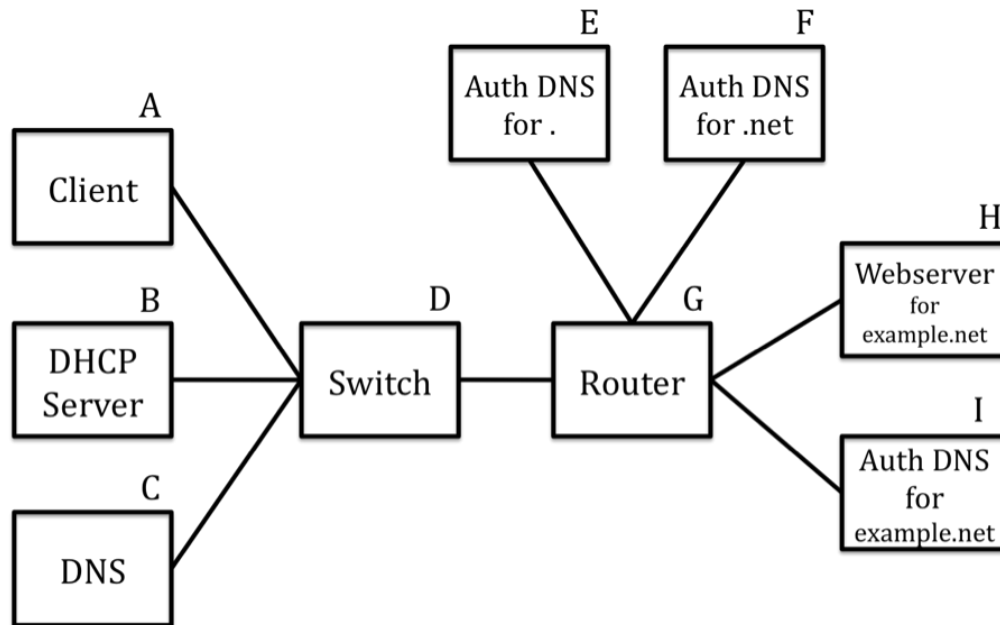 E
F
Auth DNS
for .
Auth DNS
for .net
A
Client
H
Webserver
for
example.net
B
DHCP
Server
D
Switch
G
Router
I
Auth DNS
for
example.net
C
DNS